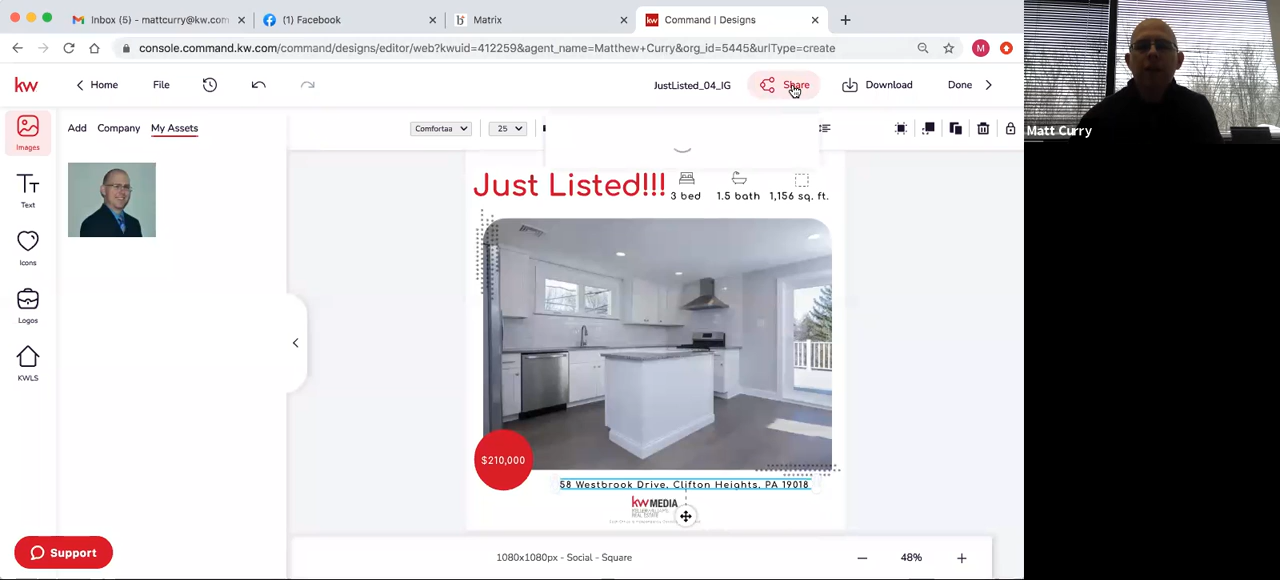 Inbox (5) - mattcurry@kw.com
(1) Facebook
Matrix
Command | Designs
console.command.kw.com/command/designs/editor/web?kwuid=412259&agent_name=Matthew+Curry&org_id=5445&urlType=create
M
kw
Home
File
JustListed_04_IG
Share
Download
Done
Images
Text
Icons
Logos
KWLS
Add
Company
My Assets
Comfortaa
25
Just Listed!!!
3 bed
1.5 bath
1,156 sq. ft.
$210,000
58 Westbrook Drive, Clifton Heights, PA 19018
kw MEDIA
KELLERWILLIAMS
REAL ESTATE
Support
1080x1080px - Social - Square
48%
Matt Curry